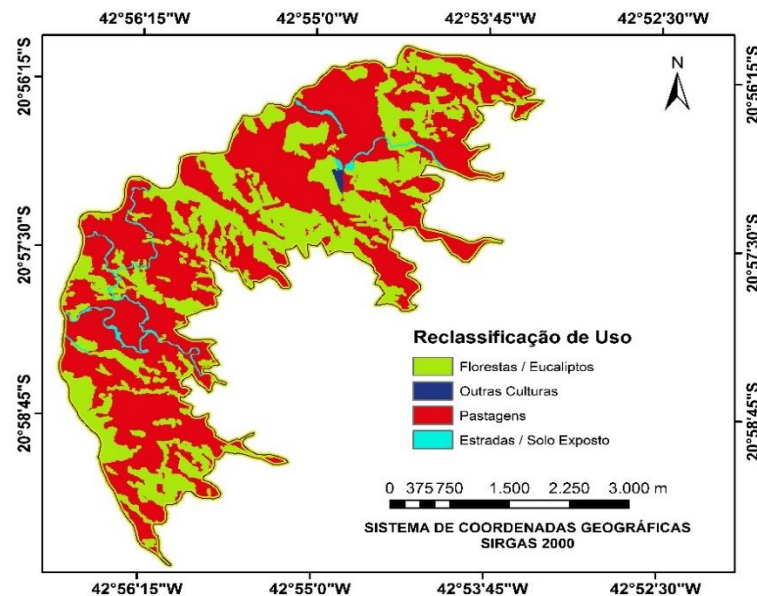 42°56'15"W 42°55'0"W 42°53'45"W 42°52'30"W
20°56'15"S 20°56'15"S
N
20°57'30"S 20°57'30"S
20°58'45"S 20°58'45"S
Reclassificação de Uso
Florestas / Eucaliptos
Outras Culturas
Pastagens
Estradas / Solo Exposto
0 375 750 1.500 2.250 3.000 m
SISTEMA DE COORDENADAS GEOGRÁFICAS
SIRGAS 2000
42°56'15"W 42°55'0"W 42°53'45"W 42°52'30"W